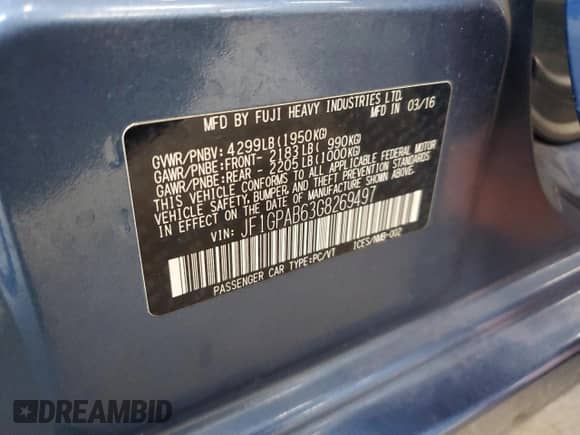 MFD BY FUJI HEAVY INDUSTRIES LTD.
MFD IN 03/16
GVWR/PNBV: 4299LB(1950KG)
GAWR/PNBE:FRONT- 2183LB( 990KG)
GAWR/PNBE:REAR - 2205LB(1000KG)
THIS VEHICLE CONFORMS TO ALL APPLICABLE FEDERAL MOTOR
VEHICLE SAFETY, BUMPER, AND THEFT PREVENTION STANDARDS
IN EFFECT ON THE DATE OF MANUFACTURE SHOWN ABOVE.
VIN: JF1GPAB63G8269497
PASSENGER CAR TYPE:PC/VT ICES/NMB-002
DREAMBID